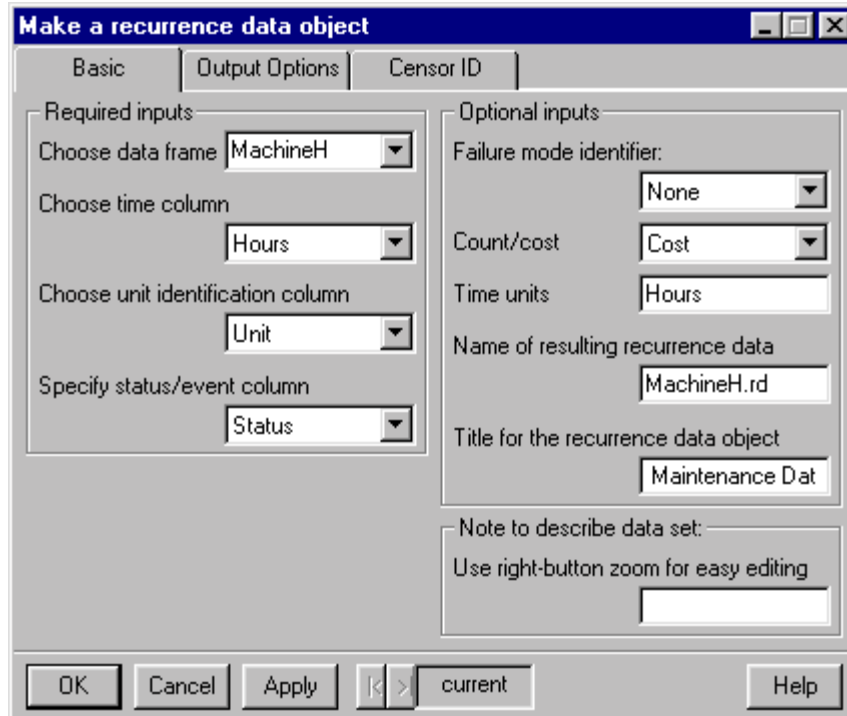 Make a recurrence data object
Basic
Output Options
Censor ID
Required inputs
Choose data frame MachineH
Choose time column
Hours
Choose unit identification column
Unit
Specify status/event column
Status
Optional inputs
Failure mode identifier:
None
Count/cost Cost
Time units Hours
Name of resulting recurrence data
MachineH.rd
Title for the recurrence data object
Maintenance Dat
Note to describe data set:
Use right-button zoom for easy editing
OK Cancel Apply current Help